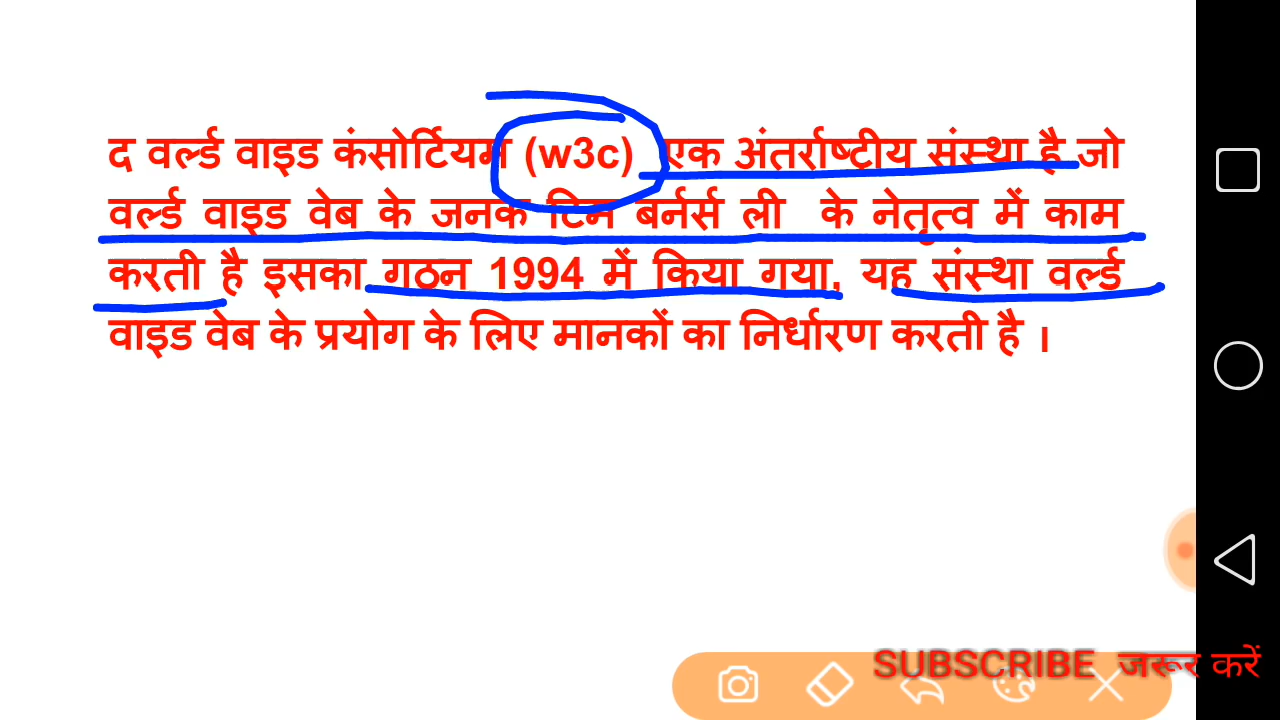 द वर्ल्ड वाइड कंसोर्टियम (w3c) एक अंतर्राष्ट्रीय संस्था है जो
वर्ल्ड वाइड वेब के जनक टिम बर्नर्स ली के नेतृत्व में काम
करती है इसका गठन 1994 में किया गया, यह संस्था वर्ल्ड
वाइड वेब के प्रयोग के लिए मानकों का निर्धारण करती है ।
SUBSCRIBE जरूर करें